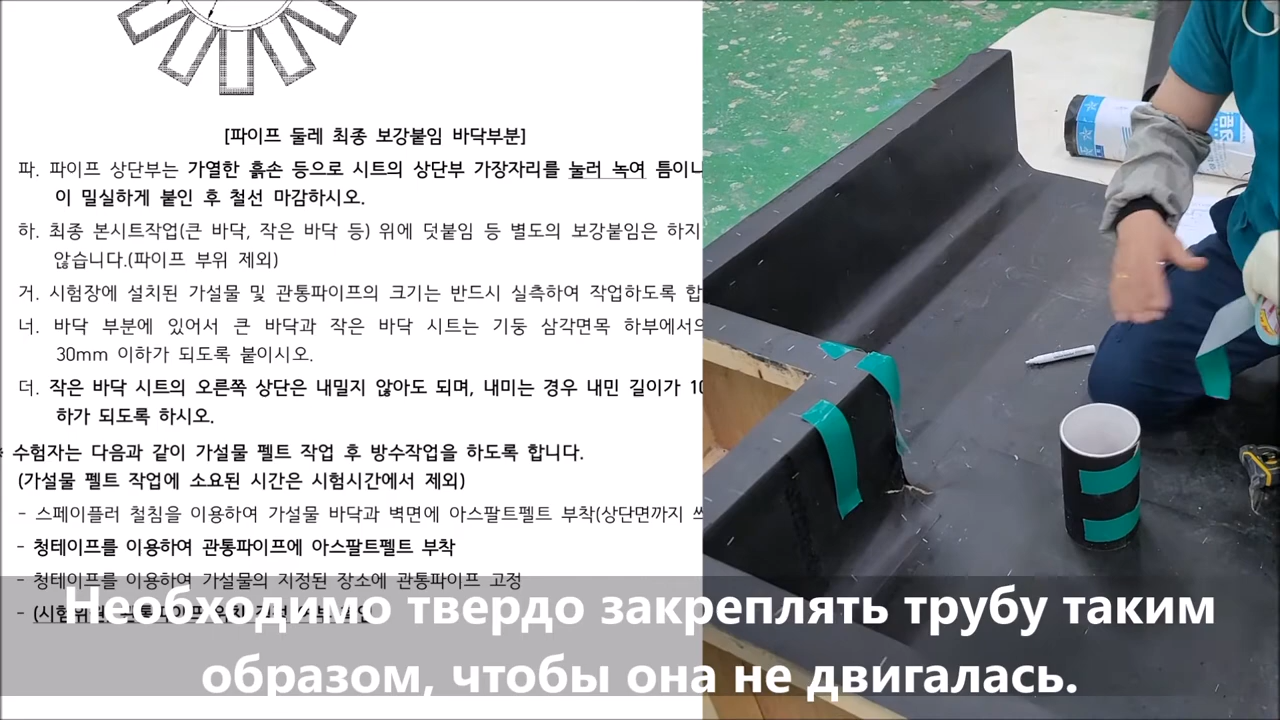 [파이프 둘레 최종 보강붙임 바닥부분]
파. 파이프 상단부는 가열한 흙손 등으로 시트의 상단부 가장자리를 눌러 녹여 틈이
이 밀실하게 붙인 후 철선 마감하시오.
하. 최종 본시트작업(큰 바닥, 작은 바닥 등) 위에 덧붙임 등 별도의 보강붙임은 하지
않습니다.(파이프 부위 제외)
거. 시험장에 설치된 가설물 및 관통파이프의 크기는 반드시 실측하여 작업하도록 합
너. 바닥 부분에 있어서 큰 바닥과 작은 바닥 시트는 기둥 삼각면목 하부에서
30mm 이하가 되도록 붙이시오.
더. 작은 바닥 시트의 오른쪽 상단은 내밀지 않아도 되며, 내미는 경우 내민 길이가
하가 되도록 하시오.
수험자는 다음과 같이 가설물 펠트 작업 후 방수작업을 하도록 합니다.
(가설물 펠트 작업에 소요된 시간은 시험시간에서 제외)
- 스페이플러 철침을 이용하여 가설물 바닥과 벽면에 아스팔트펠트 부착(상단면까지
- 청테이프를 이용하여 관통파이프에 아스팔트펠트 부착
- 청테이프를 이용하여 가설물의 지정된 장소에 관통파이프 고정
Необходимо твердо закреплять трубу таким
образом, чтобы она не двигалась.